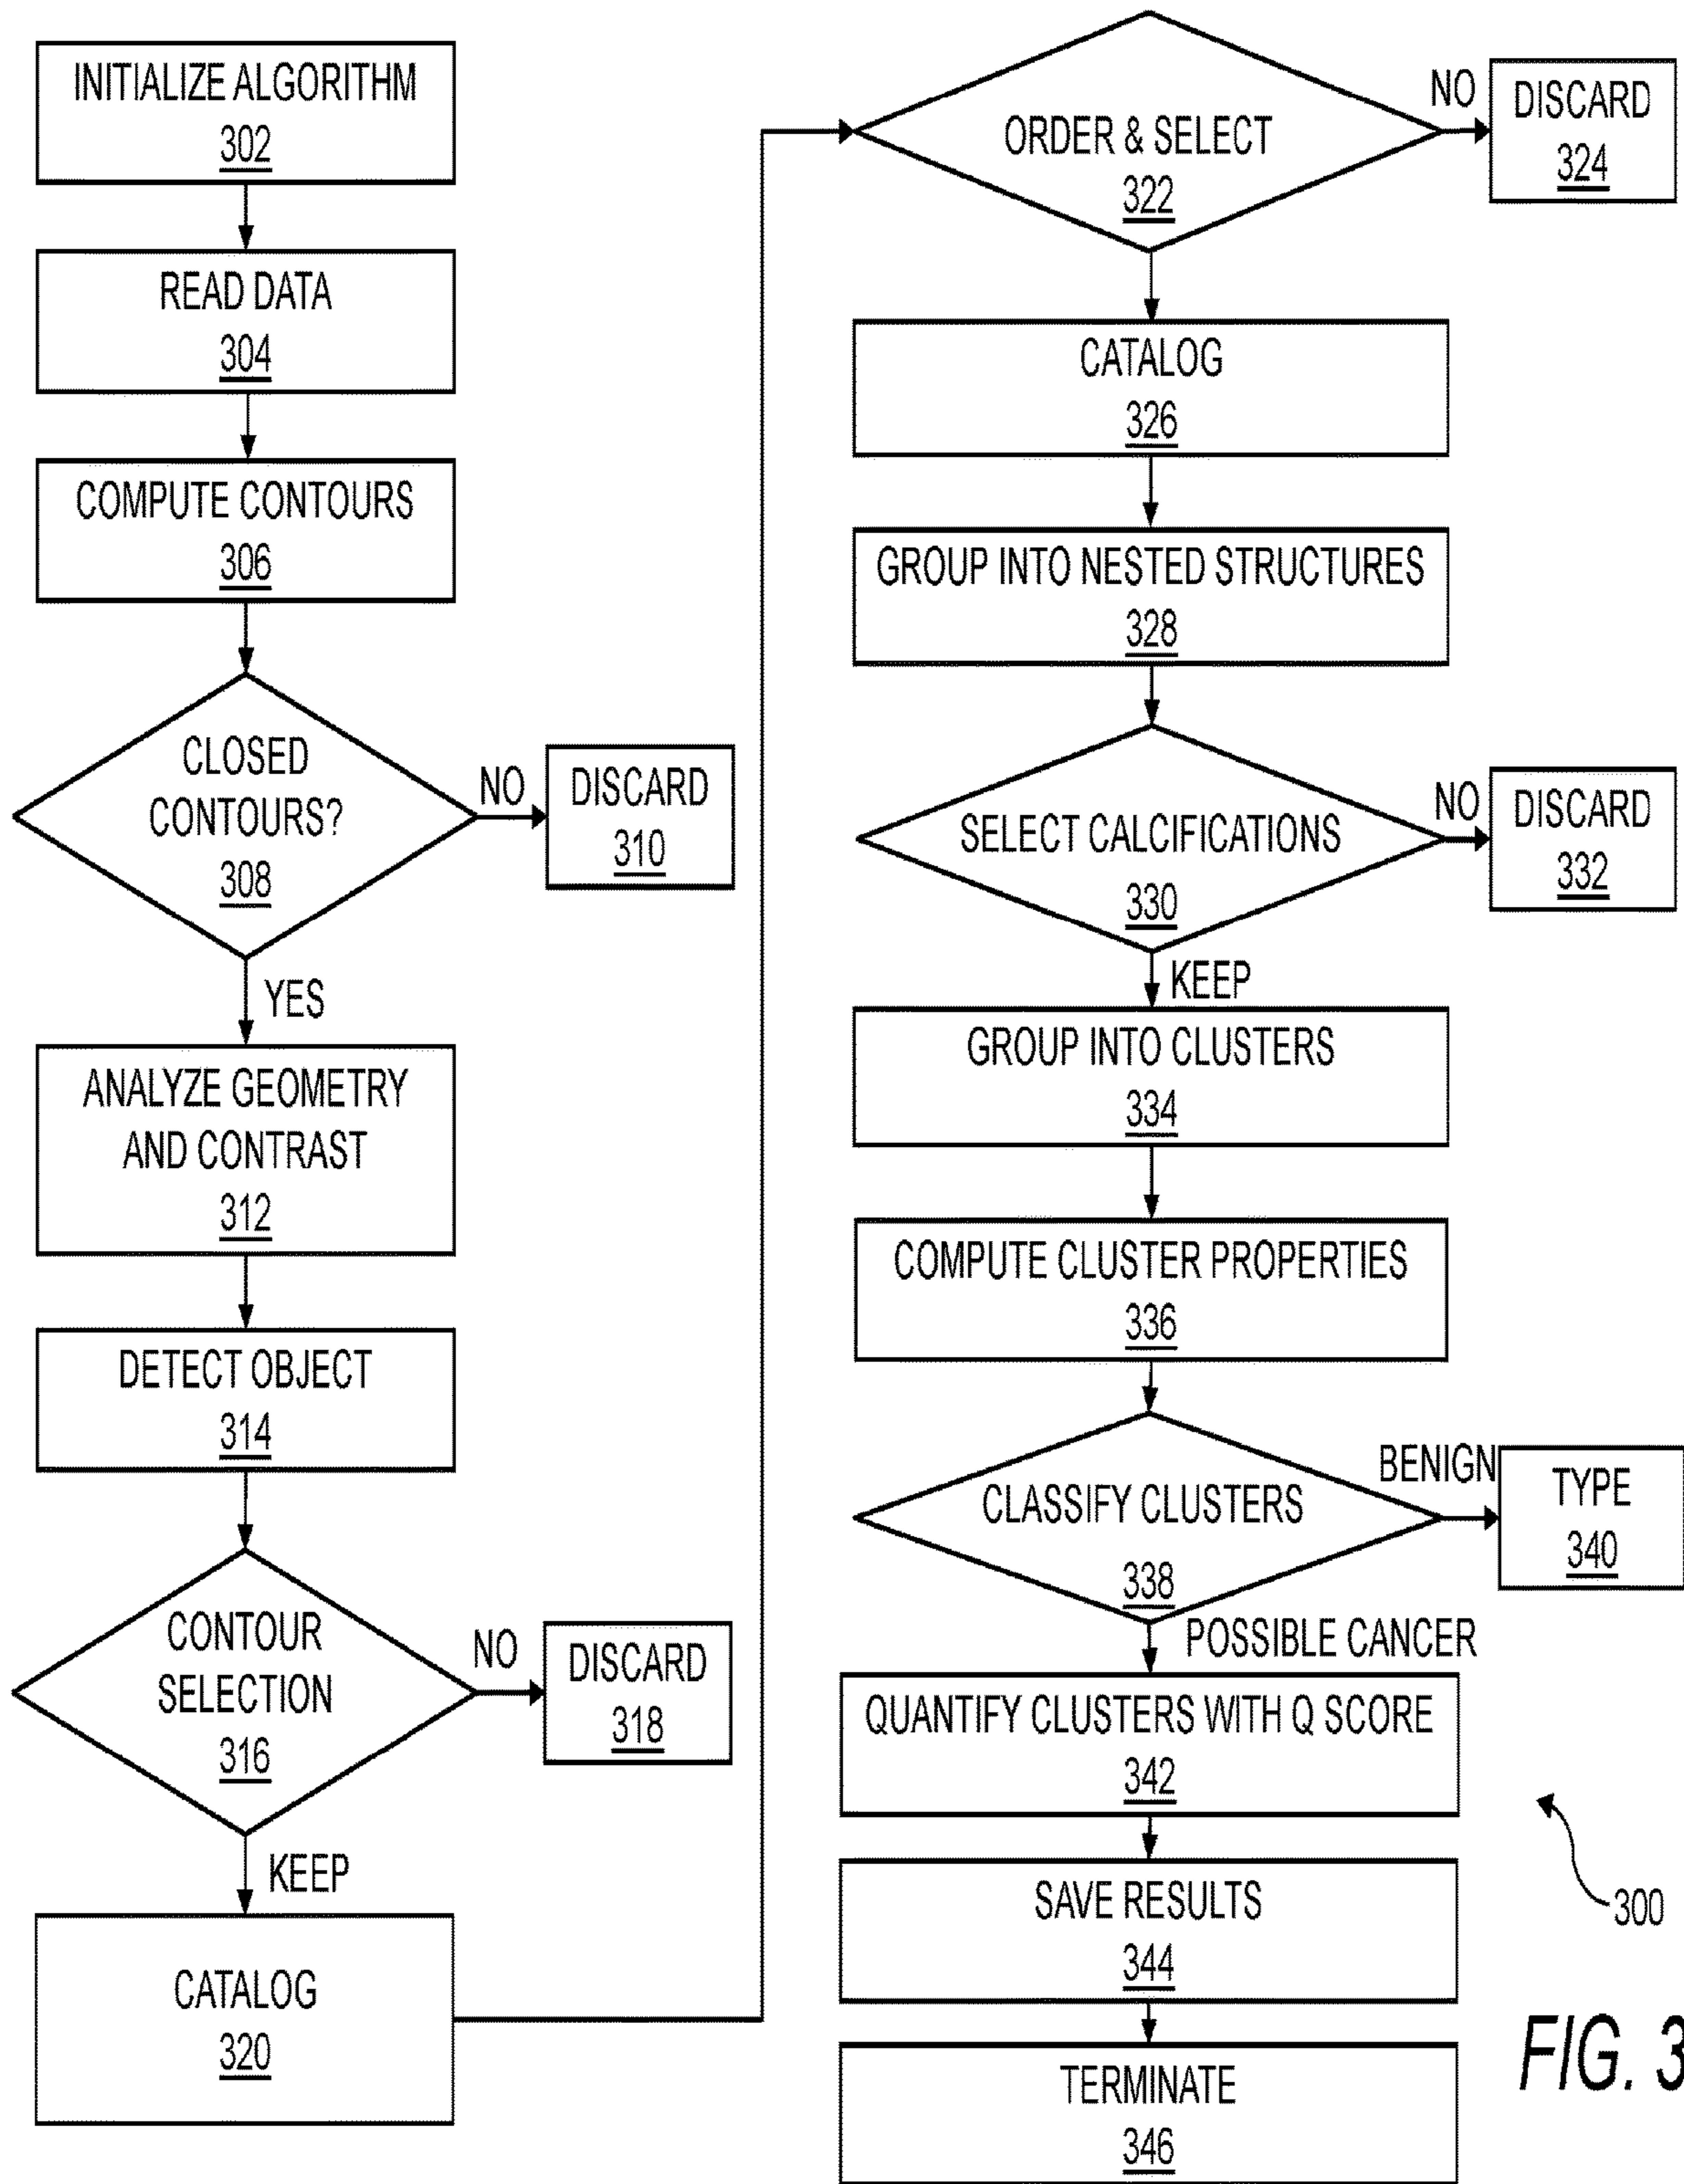 INITIALIZE ALGORITHM
302
READ DATA
304
COMPUTE CONTOURS
306
CLOSED
CONTOURS?
308
NO
DISCARD
310
YES
ANALYZE GEOMETRY
AND CONTRAST
312
DETECT OBJECT
314
CONTOUR
SELECTION
316
NO
DISCARD
318
KEEP
CATALOG
320
ORDER & SELECT
322
NO
DISCARD
324
CATALOG
326
GROUP INTO NESTED STRUCTURES
328
SELECT CALCIFICATIONS
330
NO
DISCARD
332
KEEP
GROUP INTO CLUSTERS
334
COMPUTE CLUSTER PROPERTIES
336
CLASSIFY CLUSTERS
338
BENIGN
TYPE
340
POSSIBLE CANCER
QUANTIFY CLUSTERS WITH Q SCORE
342
SAVE RESULTS
344
TERMINATE
346
300
FIG. 3